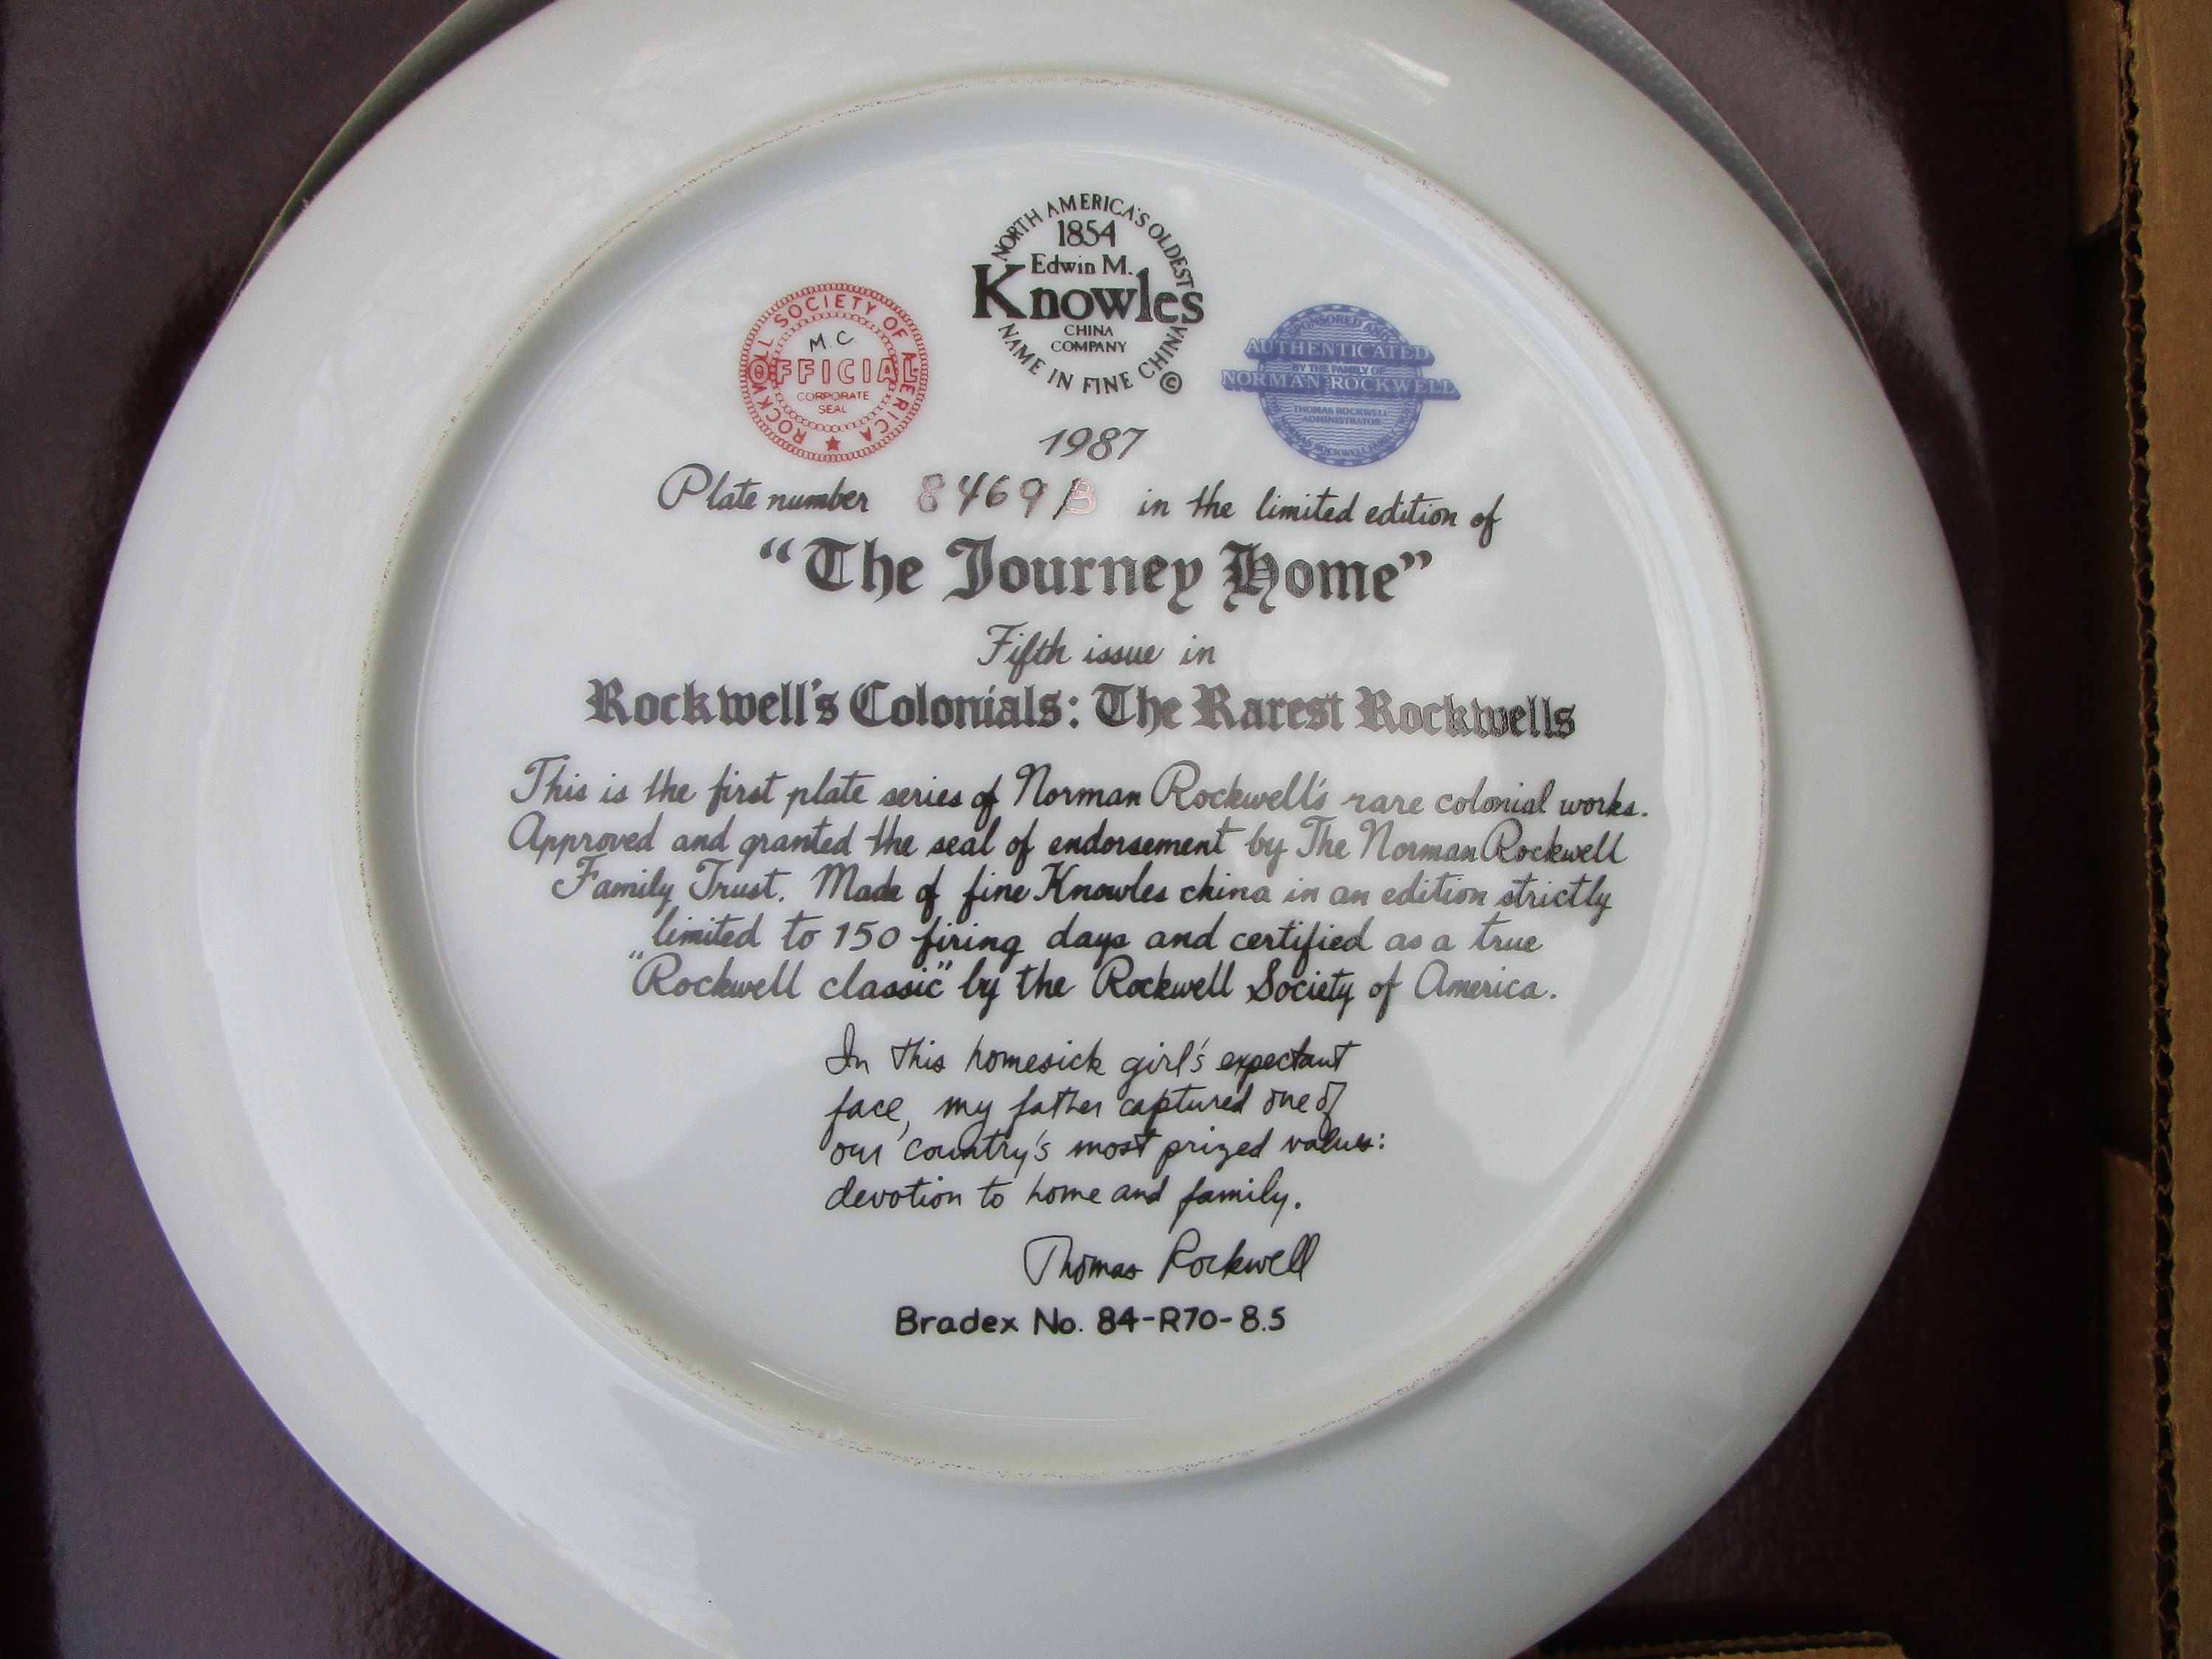 NORTH AMERICA'S OLDEST
1854
Edwin M.
Knowles
CHINA
COMPANY
NAME IN FINE CHINA
©
ROCKWELL SOCIETY OF AMERICA
M.C
OFFICIAL
CORPORATE
SEAL
SPONSORED AND
AUTHENTICATED
BY THE FAMILY OF
NORMAN ROCKWELL
THOMAS ROCKWELL
ADMINISTRATOR
1987
Plate number 8469B in the limited edition of
"The Journey Home"
Fifth issue in
Rockwell's Colonials: The Rarest Rockwells
This is the first plate series of Norman Rockwell's rare colonial works.
Approved and granted the seal of endorsement by The Norman Rockwell
Family Trust. Made of fine Knowles china in an edition strictly
limited to 150 firing days and certified as a true
"Rockwell classic" by the Rockwell Society of America.
In this homesick girl's expectant
face, my father captured one of
our country's most prized values:
devotion to home and family.
Thomas Rockwell
Bradex No. 84-R70-8.5